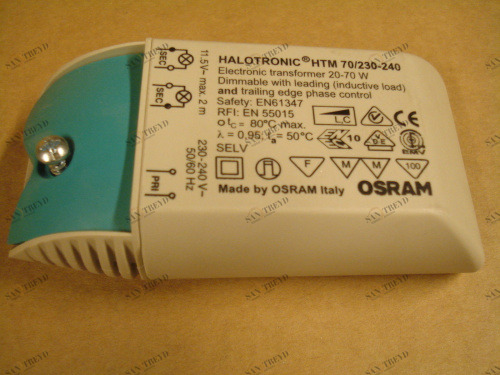 HALOTRONIC® HTM 70/230-240
Electronic transformer 20-70 W
Dimmable with leading (inductive load)
and trailing edge phase control
Safety: EN61347
RFI: EN 55015
tc = 80°C max.
λ = 0,95; ta = 50°C
SELV
LC
10
F
M
M
100
Made by OSRAM Italy
OSRAM
SEC
SEC
11.5V~ max. 2 m
PRI
230-240 V~
50/60 Hz
SAN TREYD